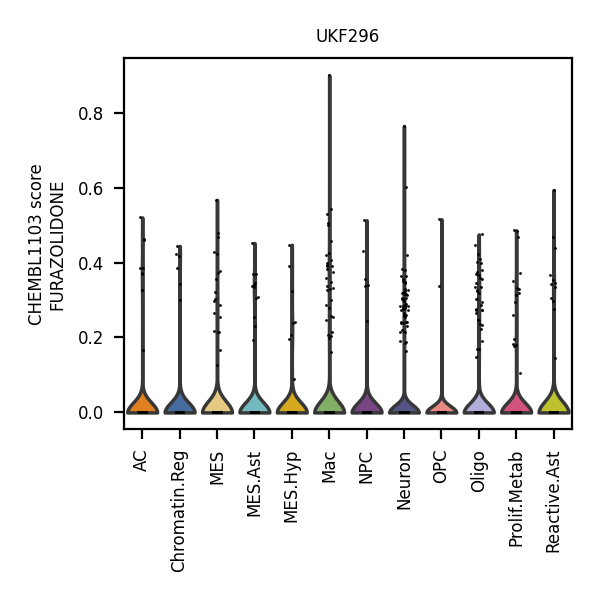 UKF296
CHEMBL1103 score
FURAZOLIDONE
0.8
0.6
0.4
0.2
0.0
AC
Chromatin.Reg
MES
MES.Ast
MES.Hyp
Mac
NPC
Neuron
OPC
Oligo
Prolif.Metab
Reactive.Ast